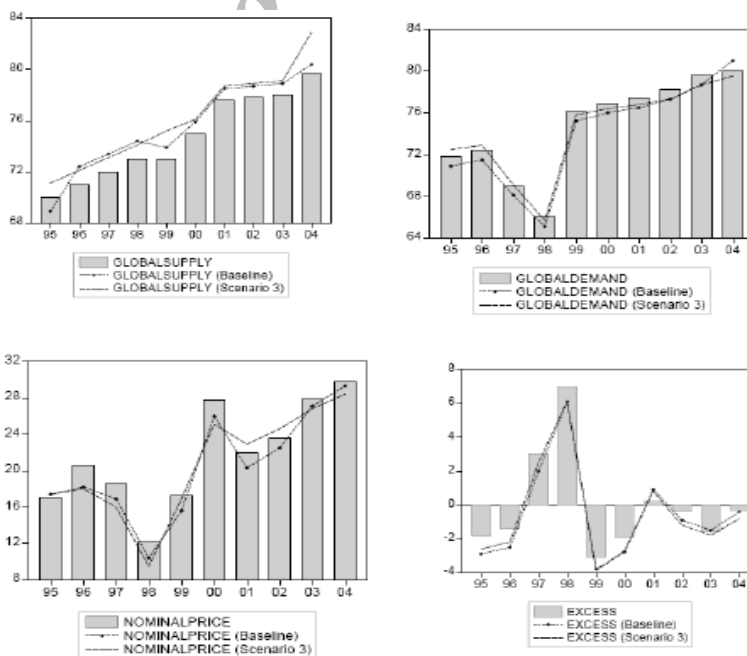 84
80
76
72
68
95 96 97 98 99 00 01 02 03 04
GLOBALSUPPLY
GLOBALSUPPLY (Baseline)
GLOBALSUPPLY (Scenario 3)
84
80
76
72
68
64
95 96 97 98 99 00 01 02 03 04
GLOBALDEMAND
GLOBALDEMAND (Baseline)
GLOBALDEMAND (Scenario 3)
32
28
24
20
16
12
8
95 96 97 98 99 00 01 02 03 04
NOMINALPRICE
NOMINALPRICE (Baseline)
NOMINALPRICE (Scenario 3)
8
6
4
2
0
-2
-4
95 96 97 98 99 00 01 02 03 04
EXCESS
EXCESS (Baseline)
EXCESS (Scenario 3)